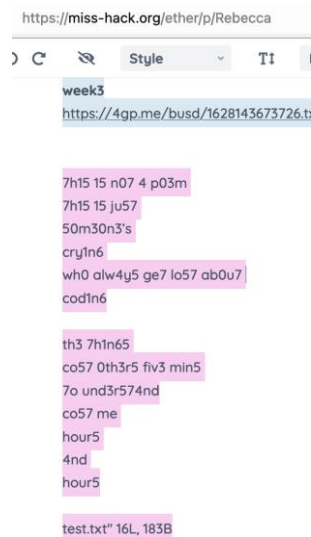 https://miss-hack.org/ether/p/Rebecca
Style
week3
https://4gp.me/busd/1628143673726.tx
7h15 15 n07 4 p03m
7h15 15 ju57
50m30n3's
cry1n6
wh0 alw4y5 ge7 lo57 ab0u7
cod1n6
th3 7h1n65
co57 0th3r5 fiv3 min5
7o und3r574nd
co57 me
hour5
4nd
hour5
test.txt" 16L, 183B